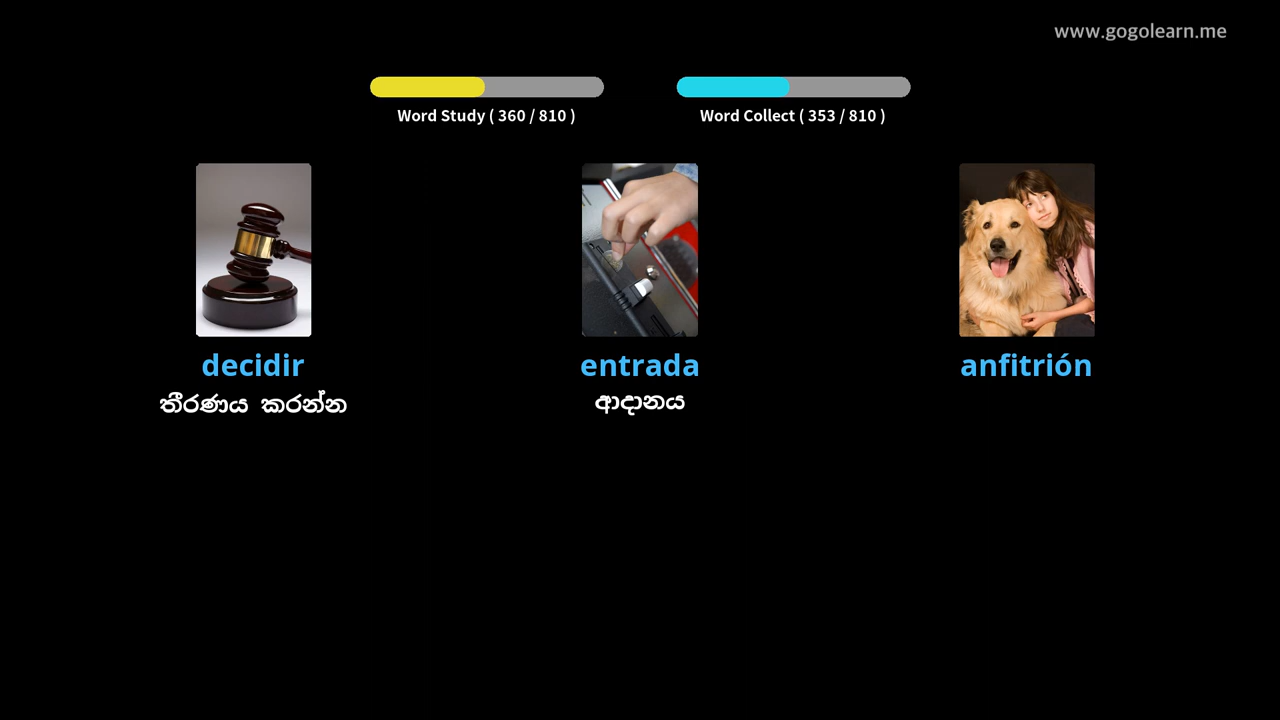 www.gogolearn.me
Word Study ( 360 / 810 )
Word Collect ( 353 / 810 )
decidir
තීරණය කරන්න
entrada
ආදානය
anfitrión